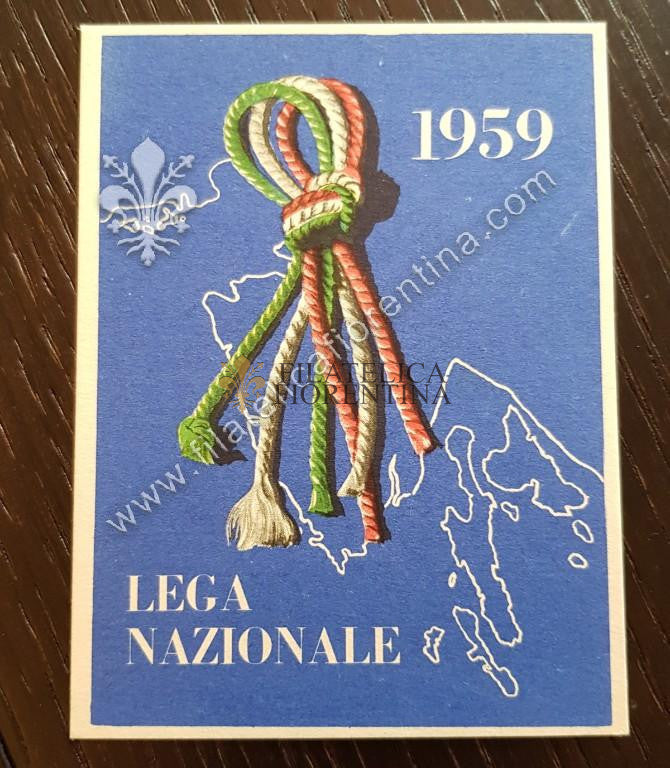 1959
www.filatelicafiorentina.com
FILATELICA
FIORENTINA
LEGA
NAZIONALE